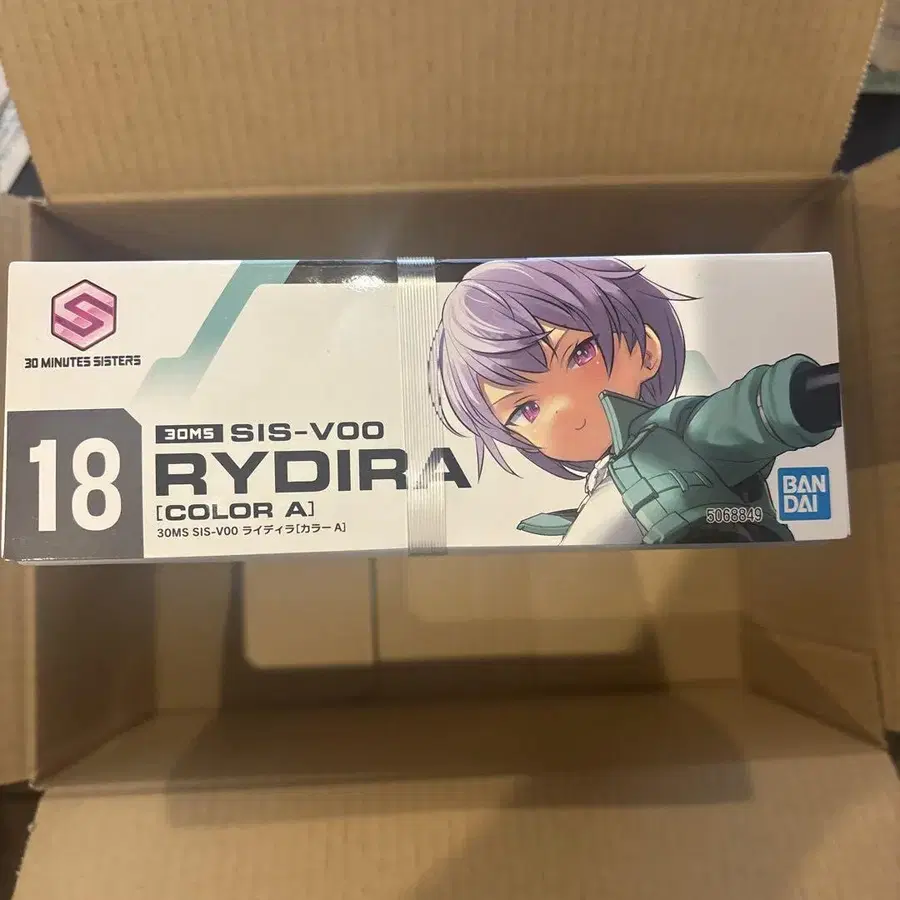 30 MINUTES SISTERS
18
30MS SIS-V00
RYDIRA
[COLOR A]
30MS SIS-V00 ライディラ[カラー A]
5068849
BAN
DAI